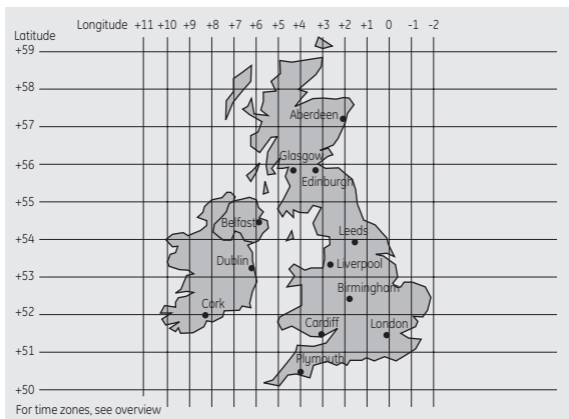 Longitude +11 +10 +9 +8 +7 +6 +5 +4 +3 +2 +1 0 -1 -2
Latitude
+59
+58
Aberdeen
+57
Glasgow
+56
Edinburgh
Belfast
Leeds
+54
Dublin
Liverpool
+53
Birmingham
Cork
+52
Cardiff
London
+51
Plymouth
+50
For time zones, see overview